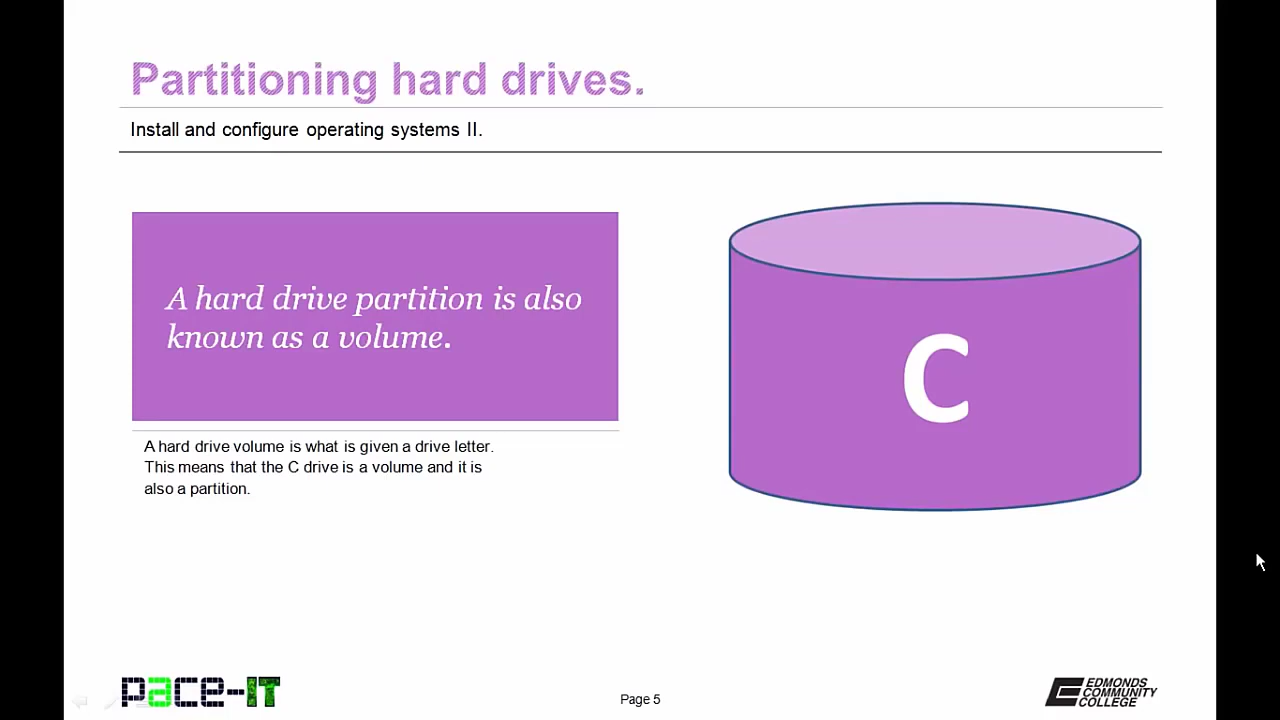 Partitioning hard drives.
Install and configure operating systems II.
A hard drive partition is also
known as a volume.
A hard drive volume is what is given a drive letter.
This means that the C drive is a volume and it is
also a partition.
C
pace-IT
Page 5
EDMONDS
COMMUNITY
COLLEGE